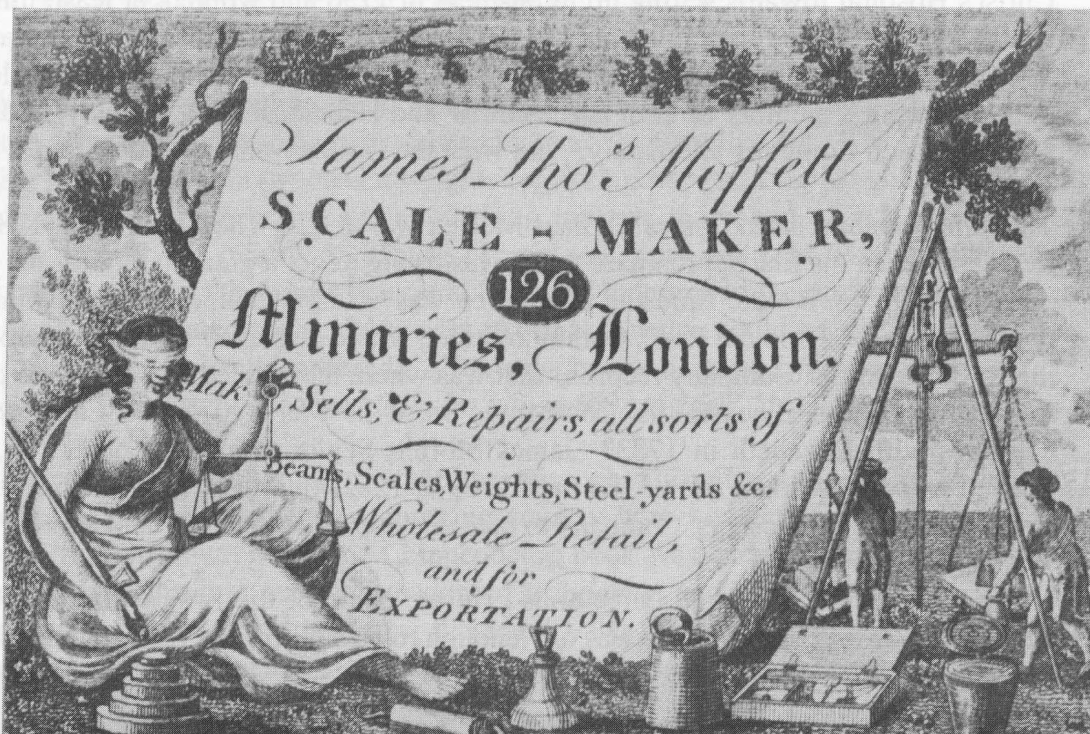 James Thos Moffett
SCALE - MAKER,
126
Minories, London.
Sells, & Repairs, all sorts of
Beams, Scales, Weights, Steel-yards &c.
Wholesale Retail,
and for
EXPORTATION.